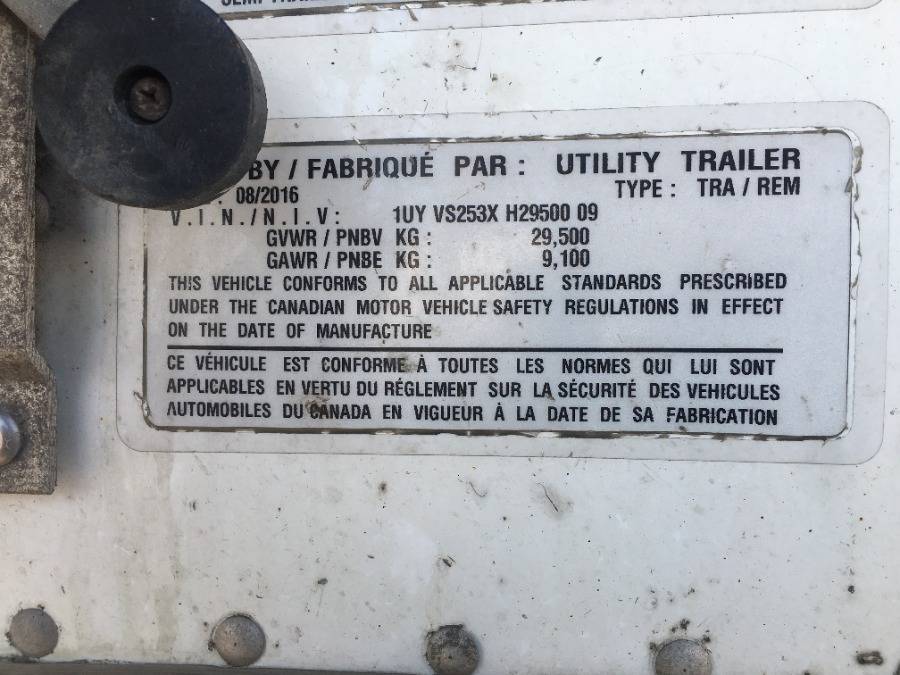 BY / FABRIQUÉ PAR : UTILITY TRAILER
: 08/2016 TYPE : TRA / REM
V.I.N./N.I.V: 1UY VS253X H29500 09
GVWR / PNBV KG : 29,500
GAWR / PNBE KG : 9,100
THIS VEHICLE CONFORMS TO ALL APPLICABLE STANDARDS PRESCRIBED
UNDER THE CANADIAN MOTOR VEHICLE SAFETY REGULATIONS IN EFFECT
ON THE DATE OF MANUFACTURE
CE VÉHICULE EST CONFORME À TOUTES LES NORMES QUI LUI SONT
APPLICABLES EN VERTU DU RÉGLEMENT SUR LA SÉCURITÉ DES VEHICULES
AUTOMOBILES DU CANADA EN VIGUEUR À LA DATE DE SA FABRICATION